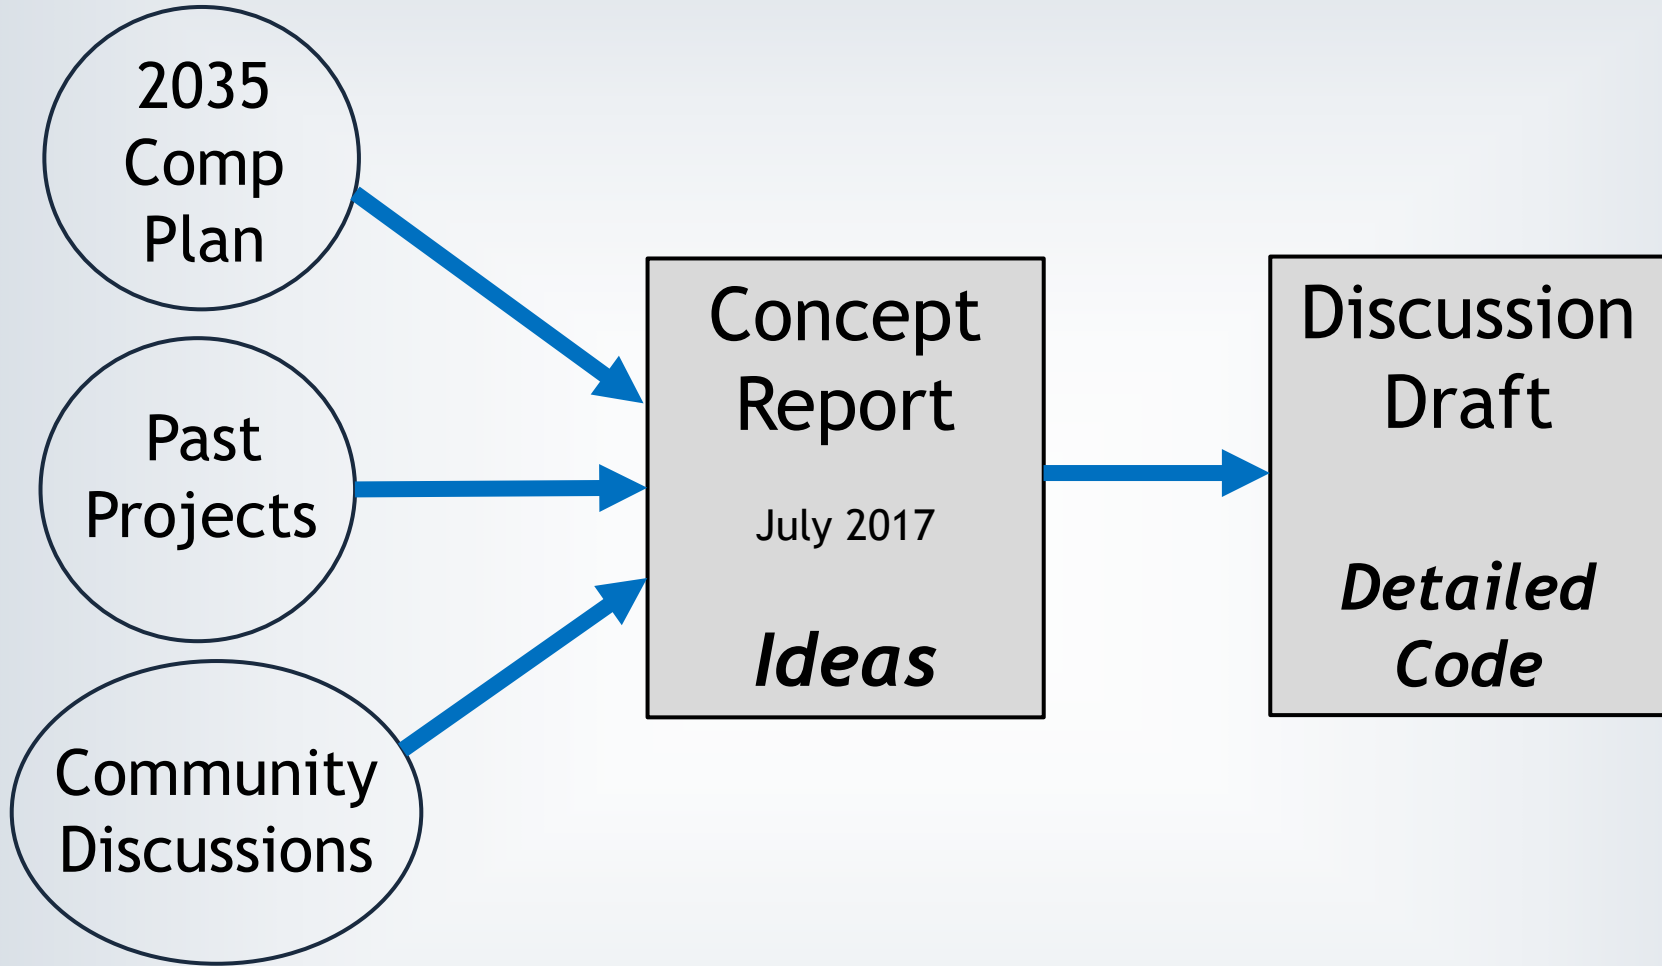 2035
Comp
Plan
Past
Projects
Community
Discussions
Concept
Report
July 2017
Ideas
Discussion
Draft
Detailed
Code